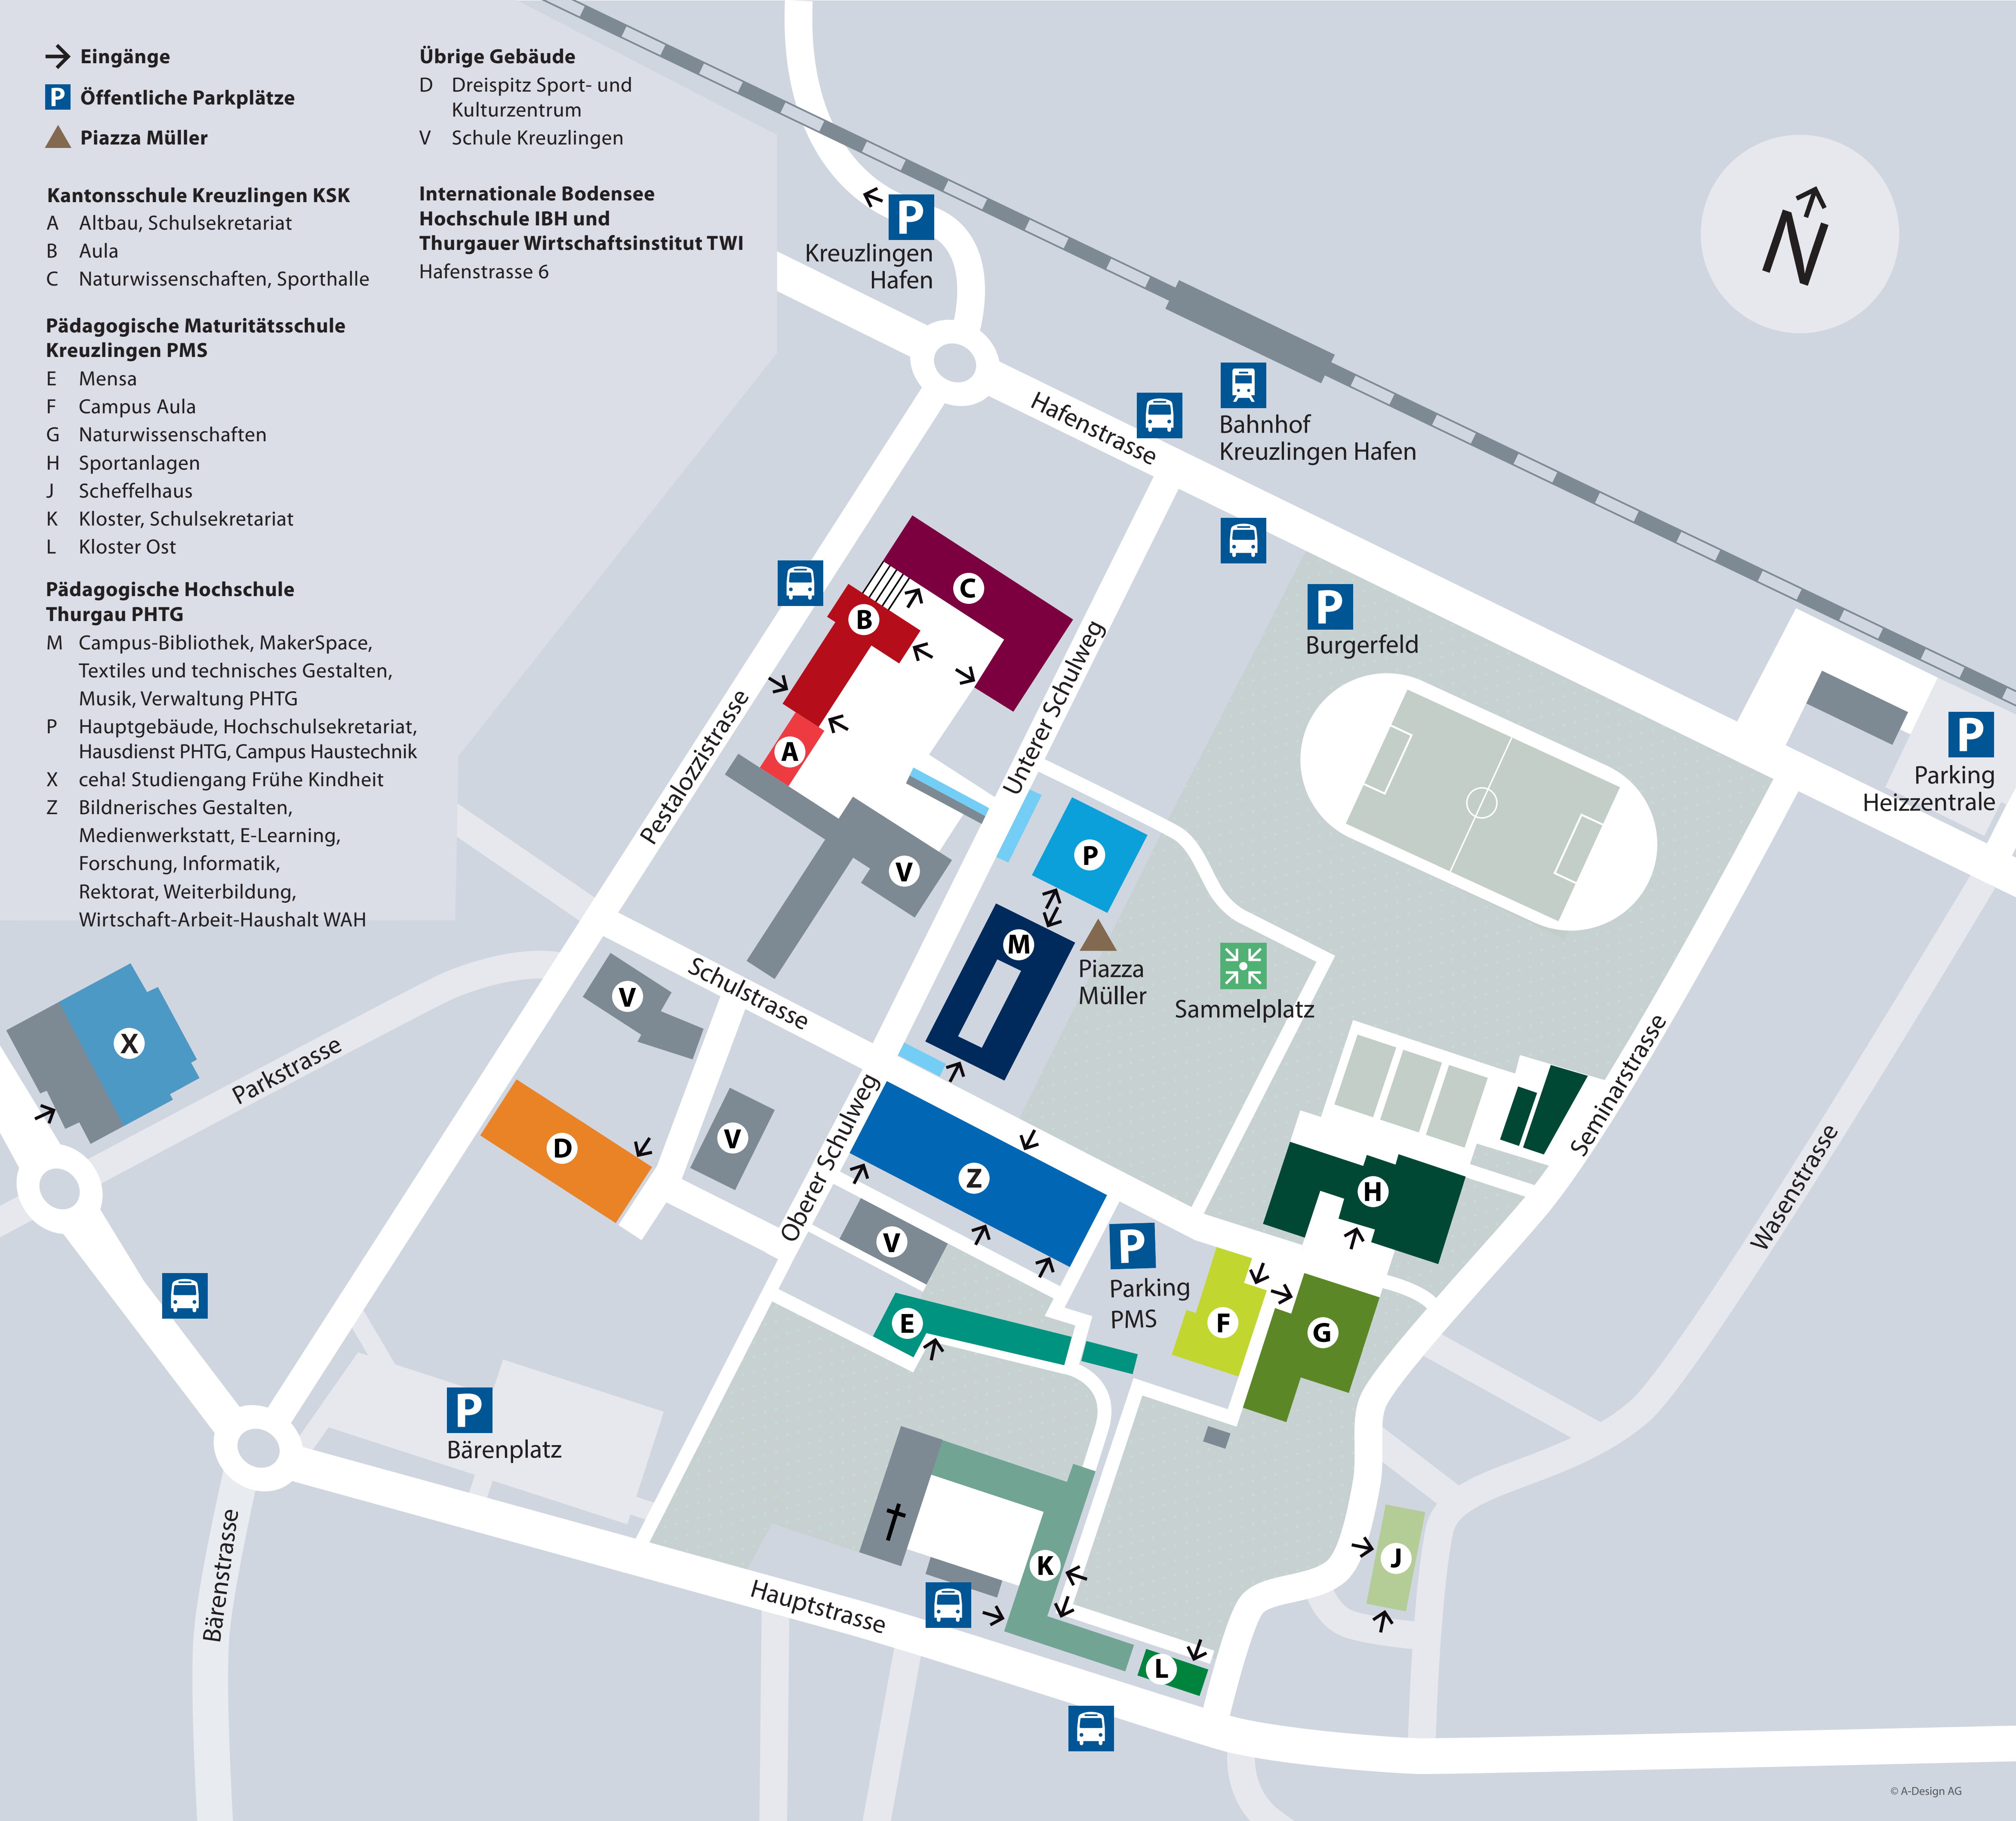 Eingänge
P Öffentliche Parkplätze
Piazza Müller
Kantonsschule Kreuzlingen KSK
A Altbau, Schulsekretariat
B Aula
C Naturwissenschaften, Sporthalle
Pädagogische Maturitätsschule
Kreuzlingen PMS
E Mensa
F Campus Aula
G Naturwissenschaften
H Sportanlagen
J Scheffelhaus
K Kloster, Schulsekretariat
L Kloster Ost
Pädagogische Hochschule
Thurgau PHTG
M Campus-Bibliothek, MakerSpace,
Textiles und technisches Gestalten,
Musik, Verwaltung PHTG
P Hauptgebäude, Hochschulsekretariat,
Hausdienst PHTG, Campus Haustechnik
X ceha! Studiengang Frühe Kindheit
Z Bildnerisches Gestalten,
Medienwerkstatt, E-Learning,
Forschung, Informatik,
Rektorat, Weiterbildung,
Wirtschaft-Arbeit-Haushalt WAH
Übrige Gebäude
D Dreispitz Sport- und
Kulturzentrum
V Schule Kreuzlingen
Internationale Bodensee
Hochschule IBH und
Thurgauer Wirtschaftsinstitut TWI
Hafenstrasse 6
P
Kreuzlingen
Hafen
N
Hafenstrasse
Bahnhof
Kreuzlingen Hafen
C
B
A
P
Burgerfeld
Unterer Schulweg
Pestalozzistrasse
P
Parking
Heizzentrale
V
P
M
Piazza
Müller
Sammelplatz
Schulstrasse
V
X
Parkstrasse
D
V
Oberer Schulweg
Z
H
Seminarstrasse
Wasenstrasse
V
P
Parking
PMS
E
F
G
P
Bärenplatz
Bärenstrasse
K
J
Hauptstrasse
L
© A-Design AG